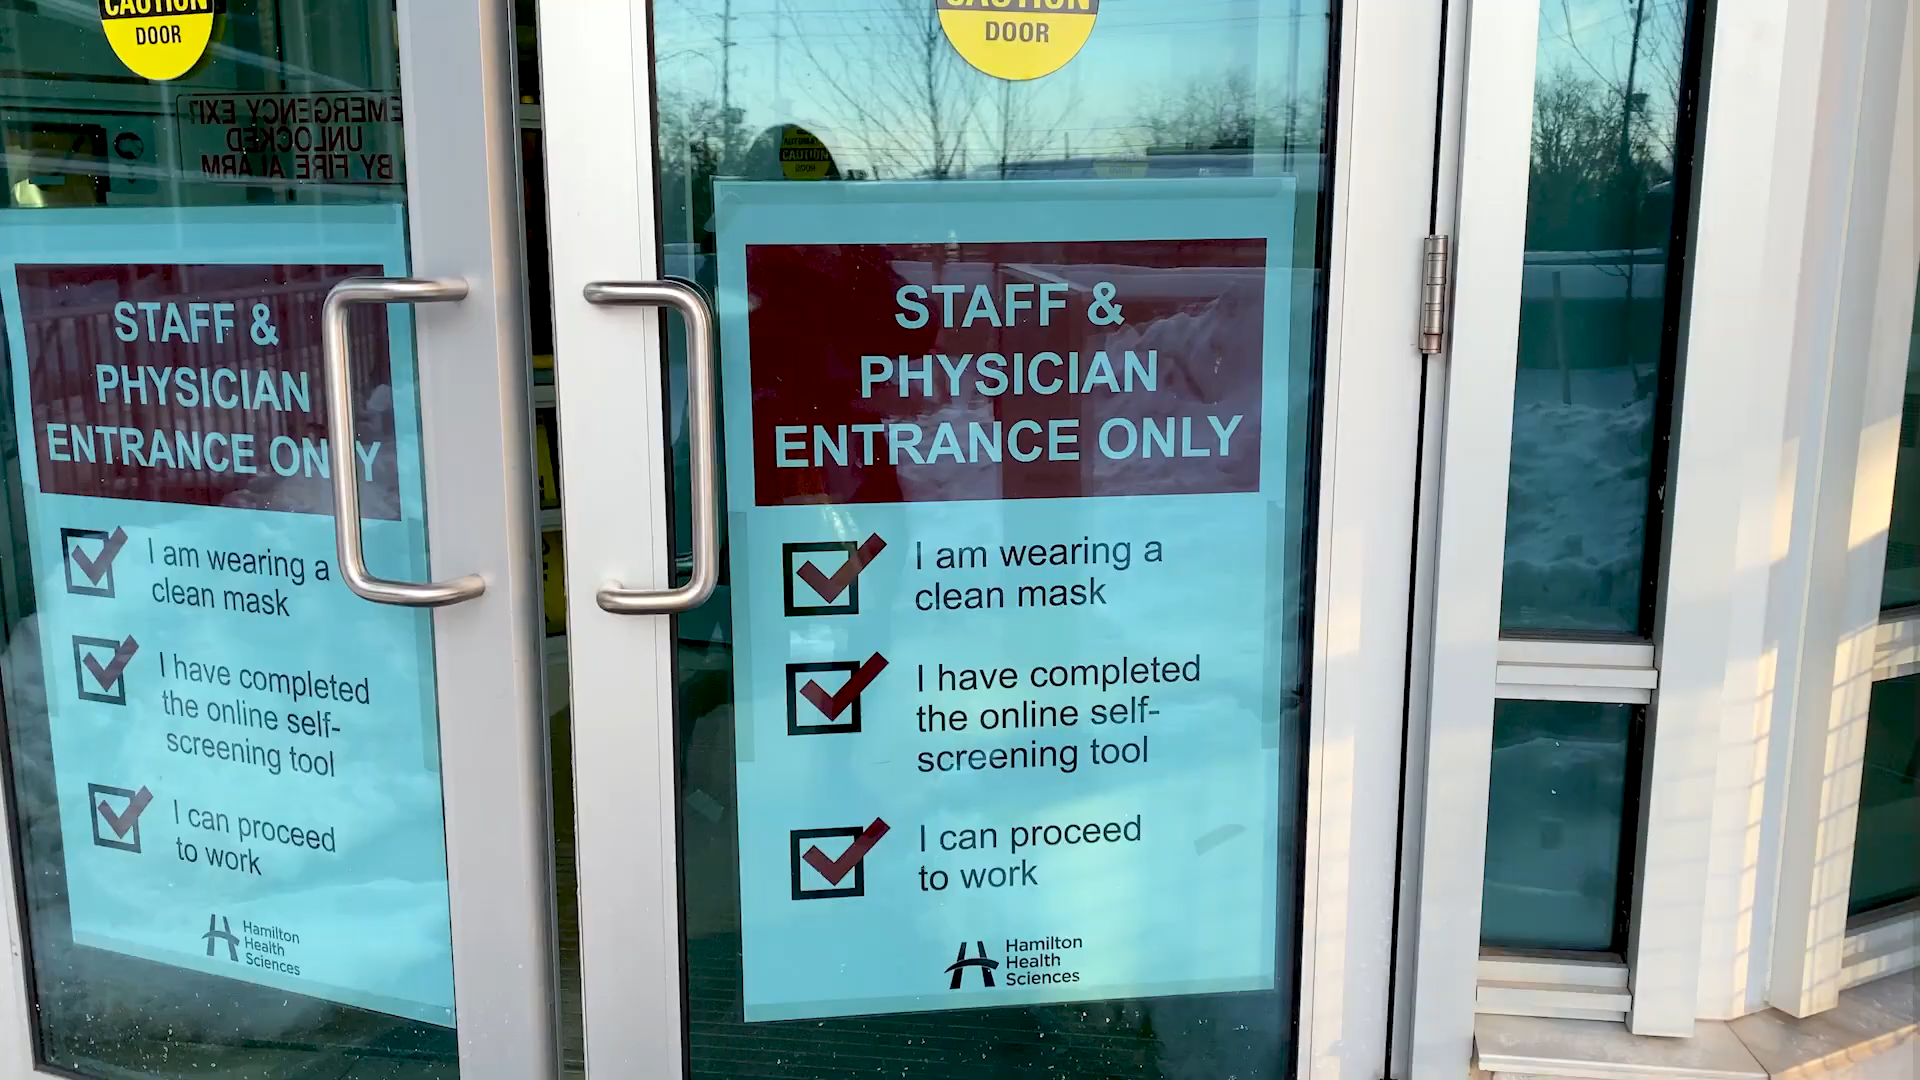 CAUTION
DOOR
EMERGENCY EXIT
UNLOCKED
BY FIRE ALARM
STAFF &
PHYSICIAN
ENTRANCE ONLY
I am wearing a
clean mask
I have completed
the online self-
screening tool
I can proceed
to work
Hamilton
Health
Sciences
CAUTION
DOOR
CAUTION
STAFF &
PHYSICIAN
ENTRANCE ONLY
I am wearing a
clean mask
I have completed
the online self-
screening tool
I can proceed
to work
Hamilton
Health
Sciences